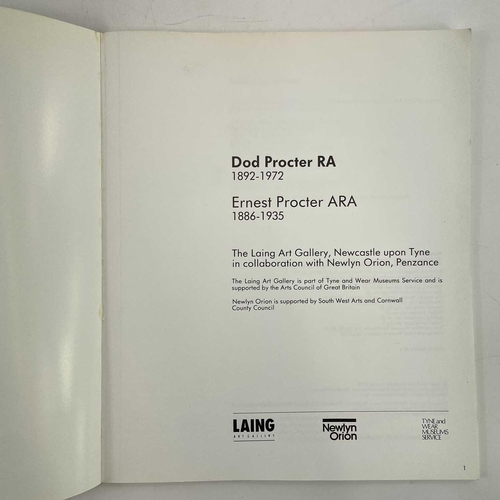 Dod Procter RA
1892-1972
Ernest Procter ARA
1886-1935
The Laing Art Gallery, Newcastle upon Tyne
in collaboration with Newlyn Orion, Penzance
The Laing Art Gallery is part of Tyne and Wear Museums Service and is
supported by the Arts Council of Great Britain
Newlyn Orion is supported by South West Arts and Cornwall
County Council
LAING
ART GALLERY
Newlyn
Orion
TYNE and
WEAR
MUSEUMS
SERVICE
1